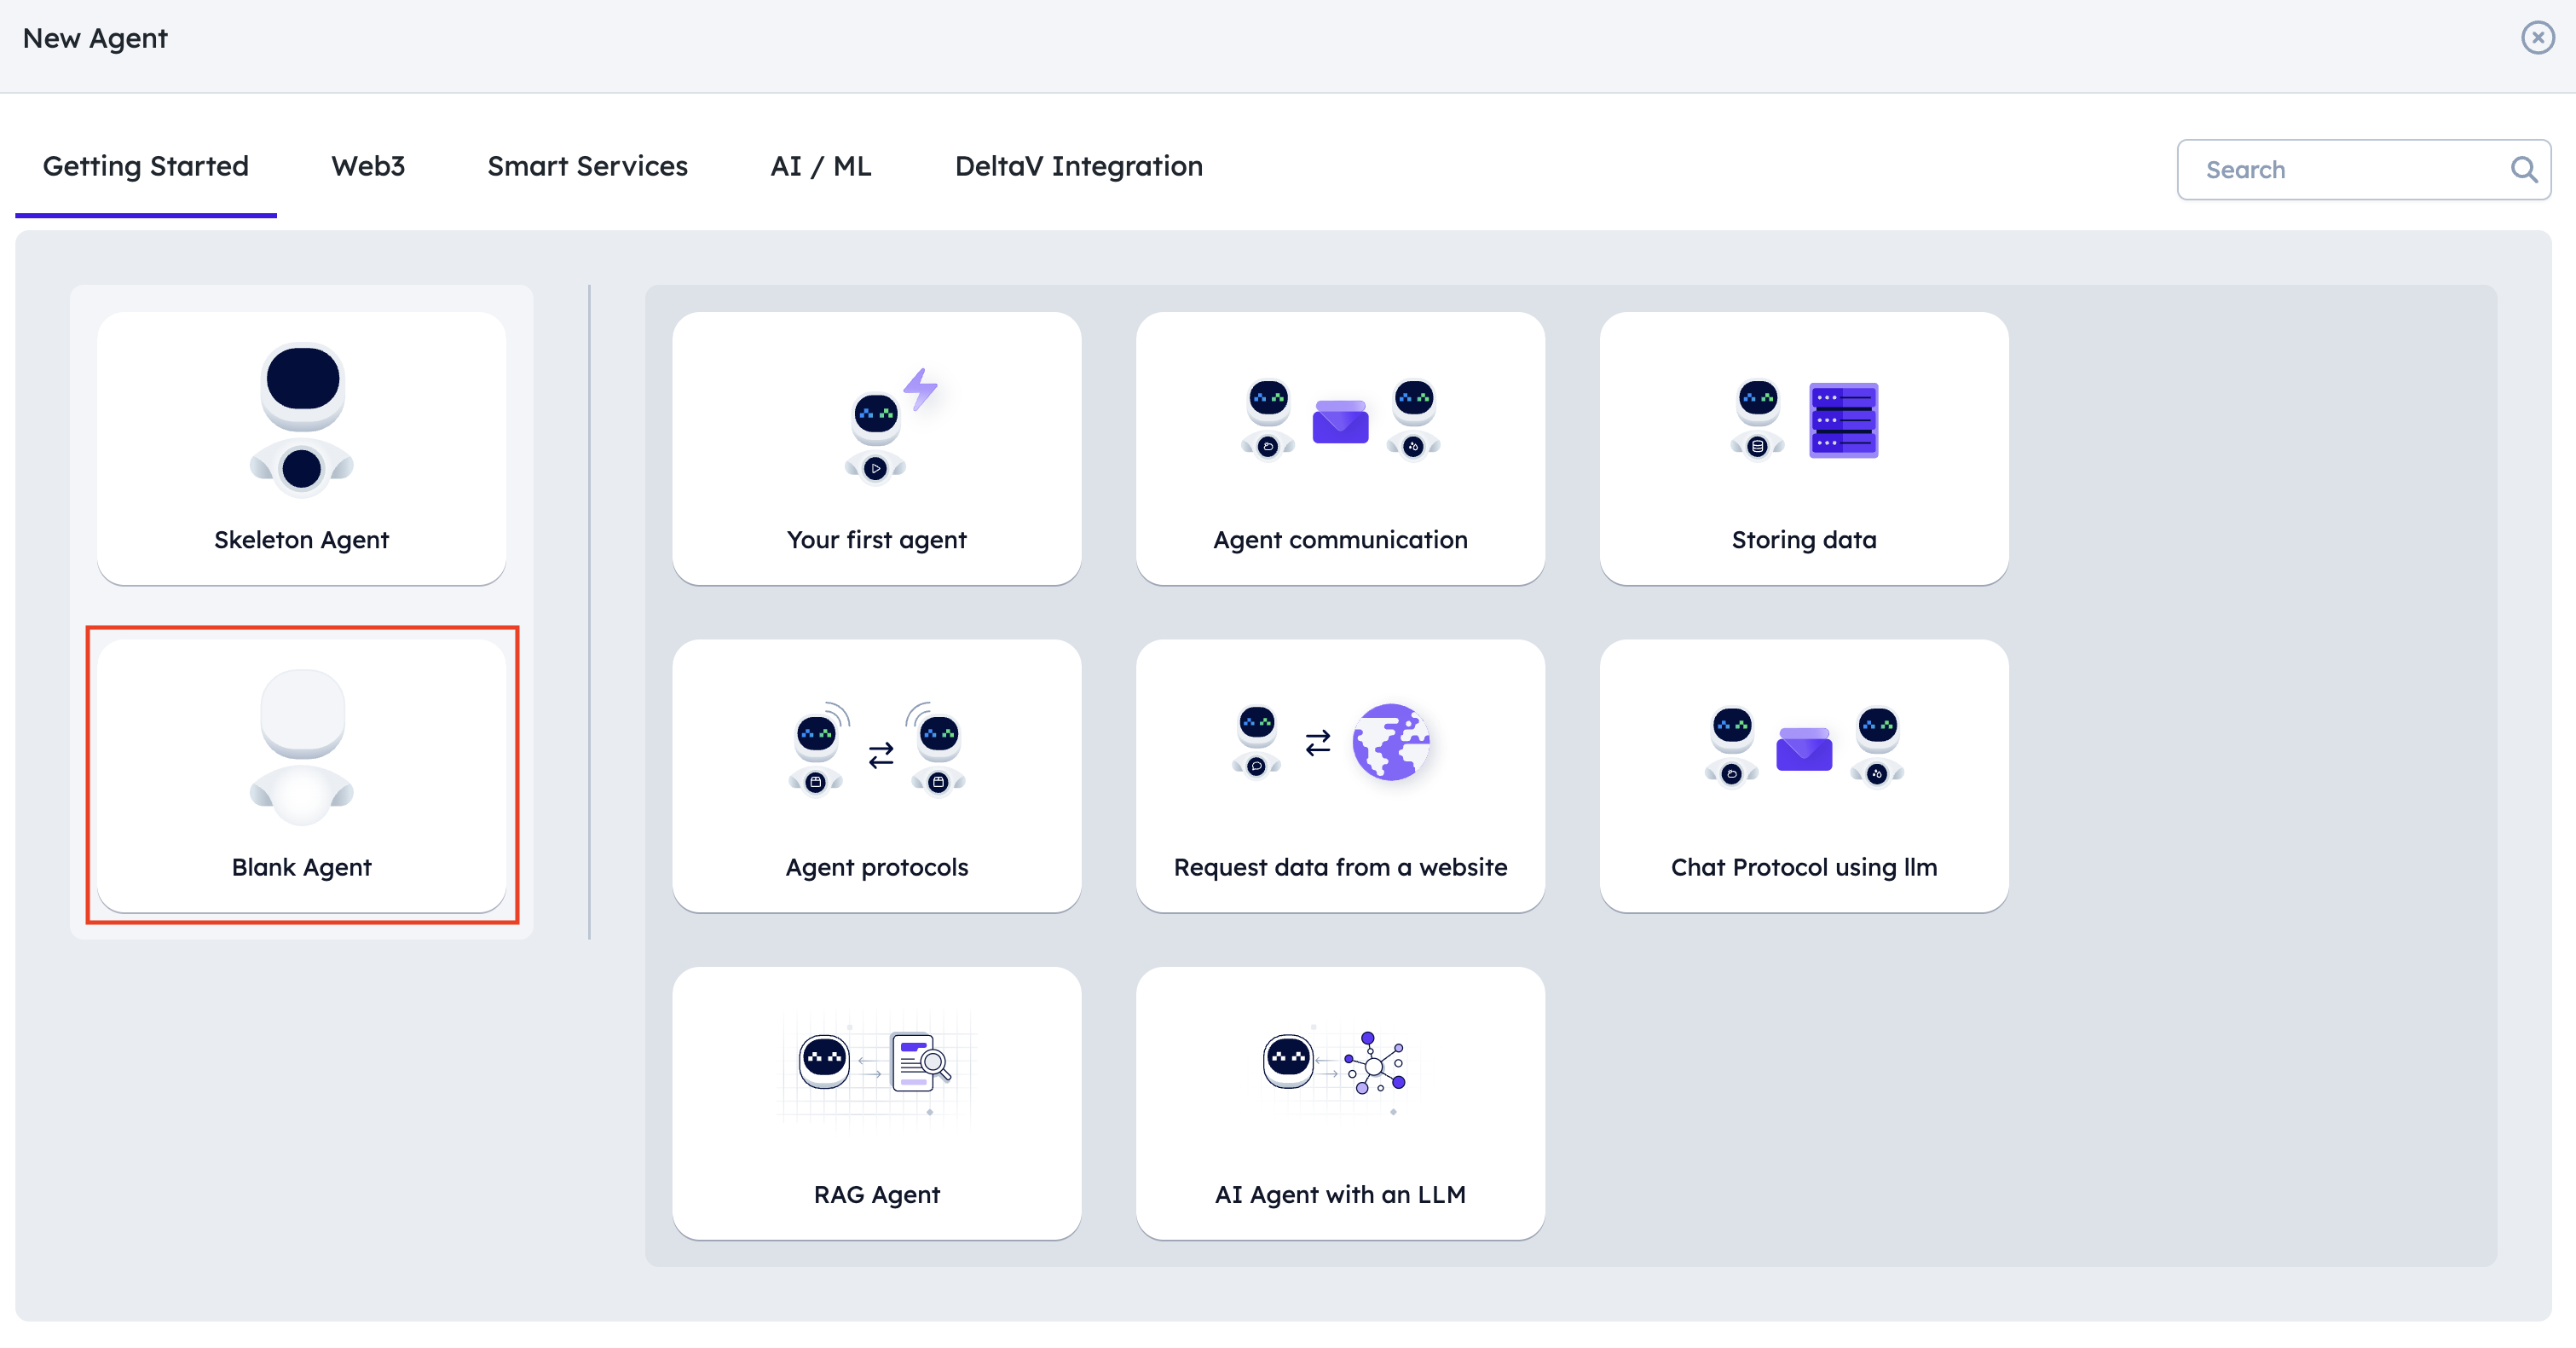 New Agent
Getting Started
Web3
Smart Services
AI / ML
DeltaV Integration
Search
Skeleton Agent
Your first agent
Agent communication
Storing data
Blank Agent
Agent protocols
Request data from a website
Chat Protocol using llm
RAG Agent
AI Agent with an LLM